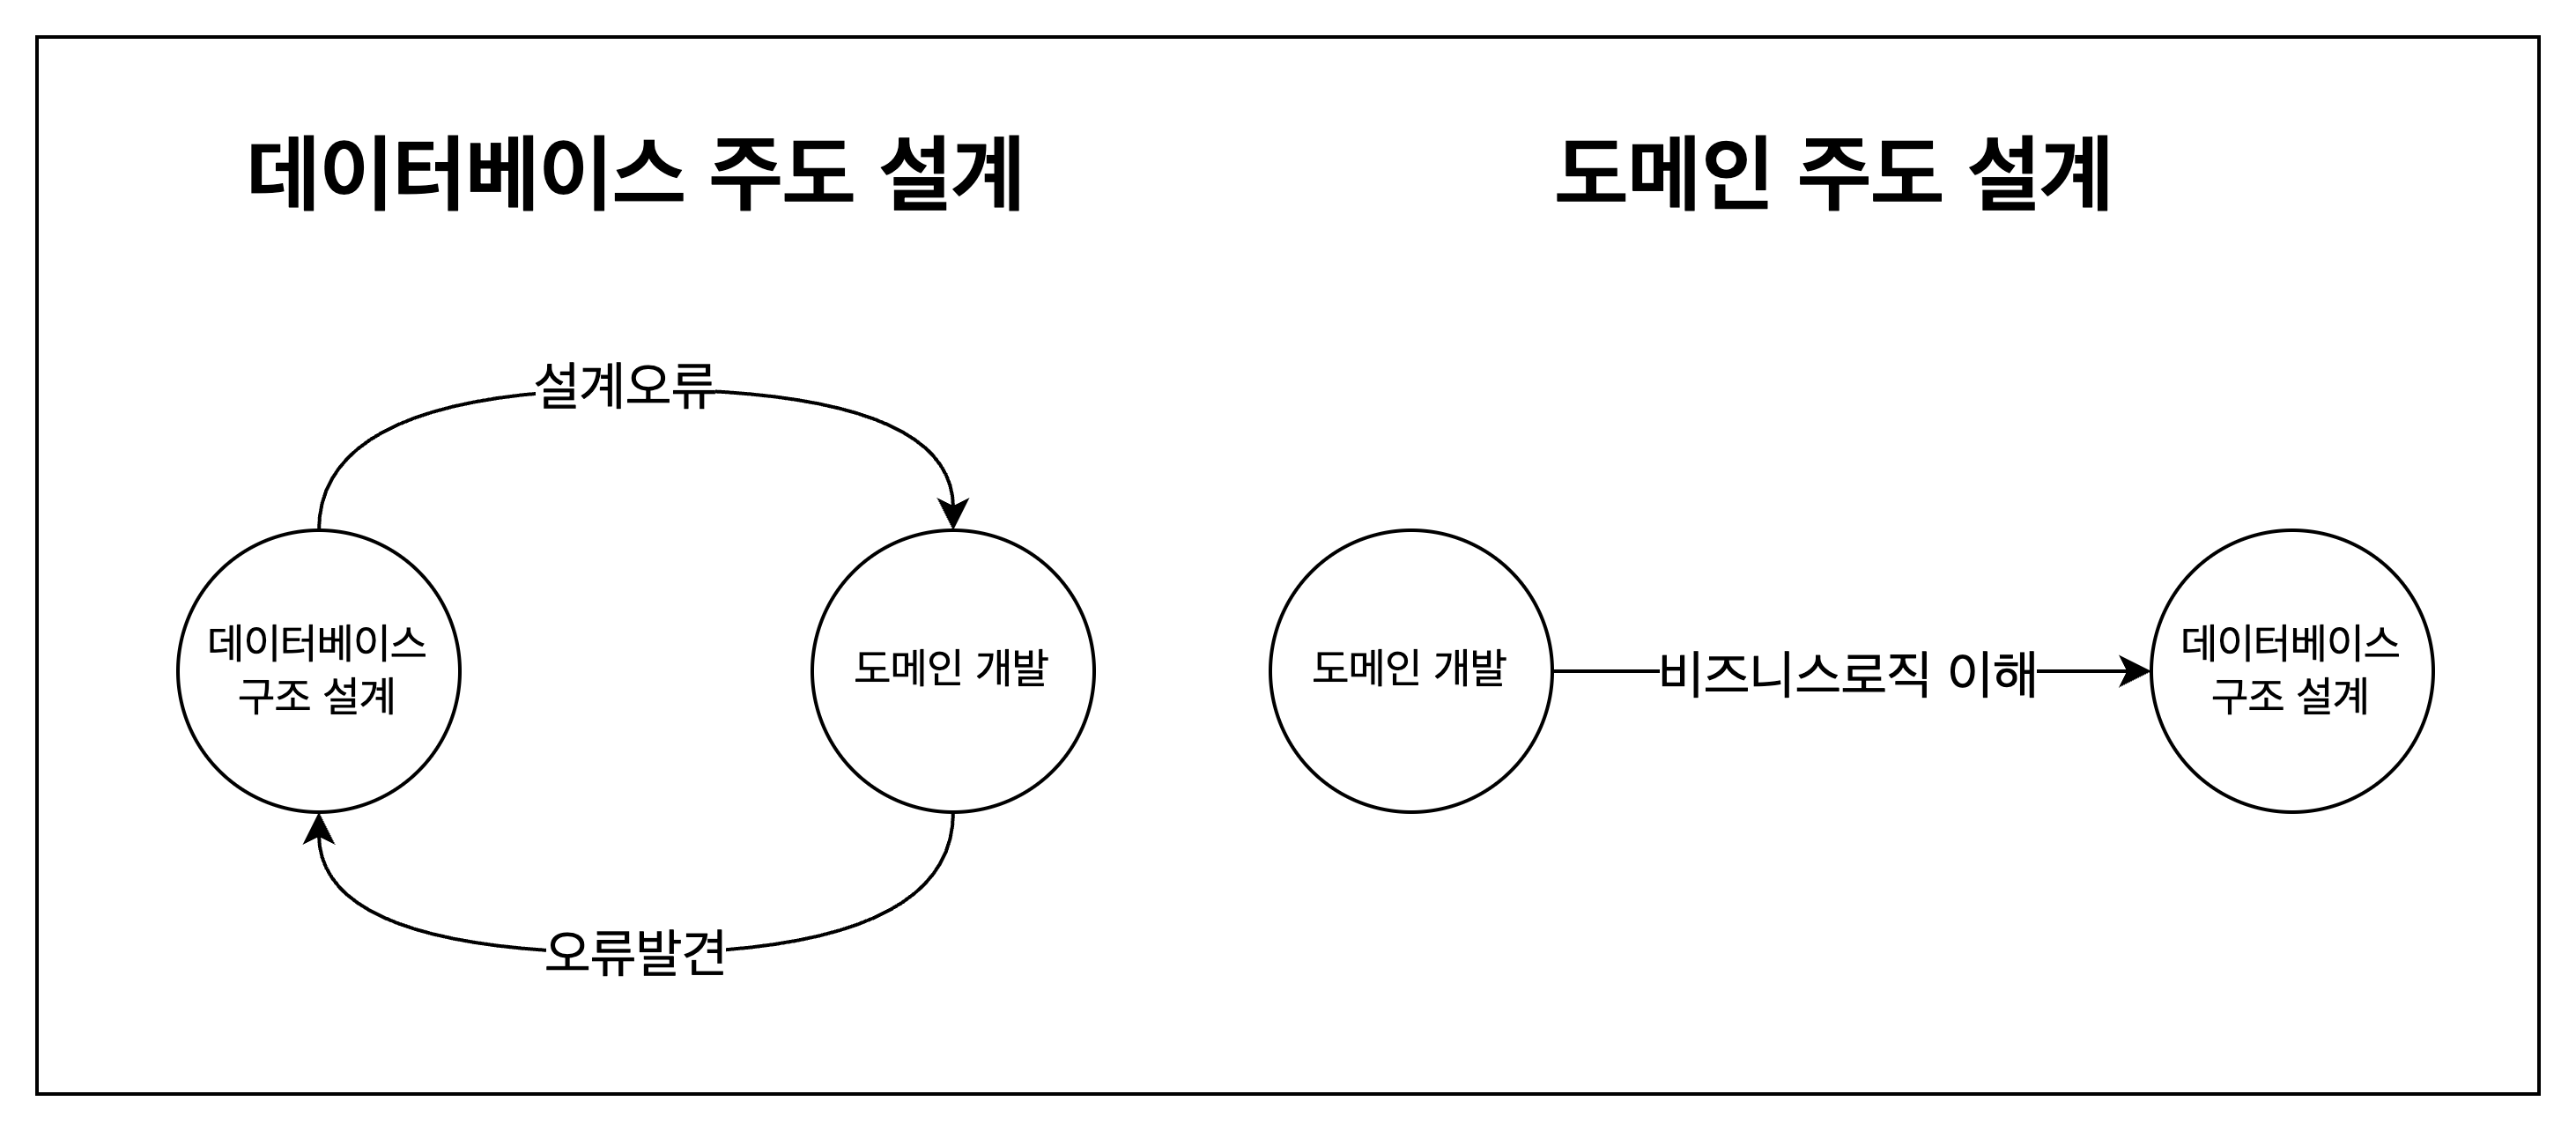 데이터베이스 주도 설계
설계오류
데이터베이스
구조 설계
도메인 개발
오류발견
도메인 주도 설계
도메인 개발
비즈니스로직 이해
데이터베이스
구조 설계